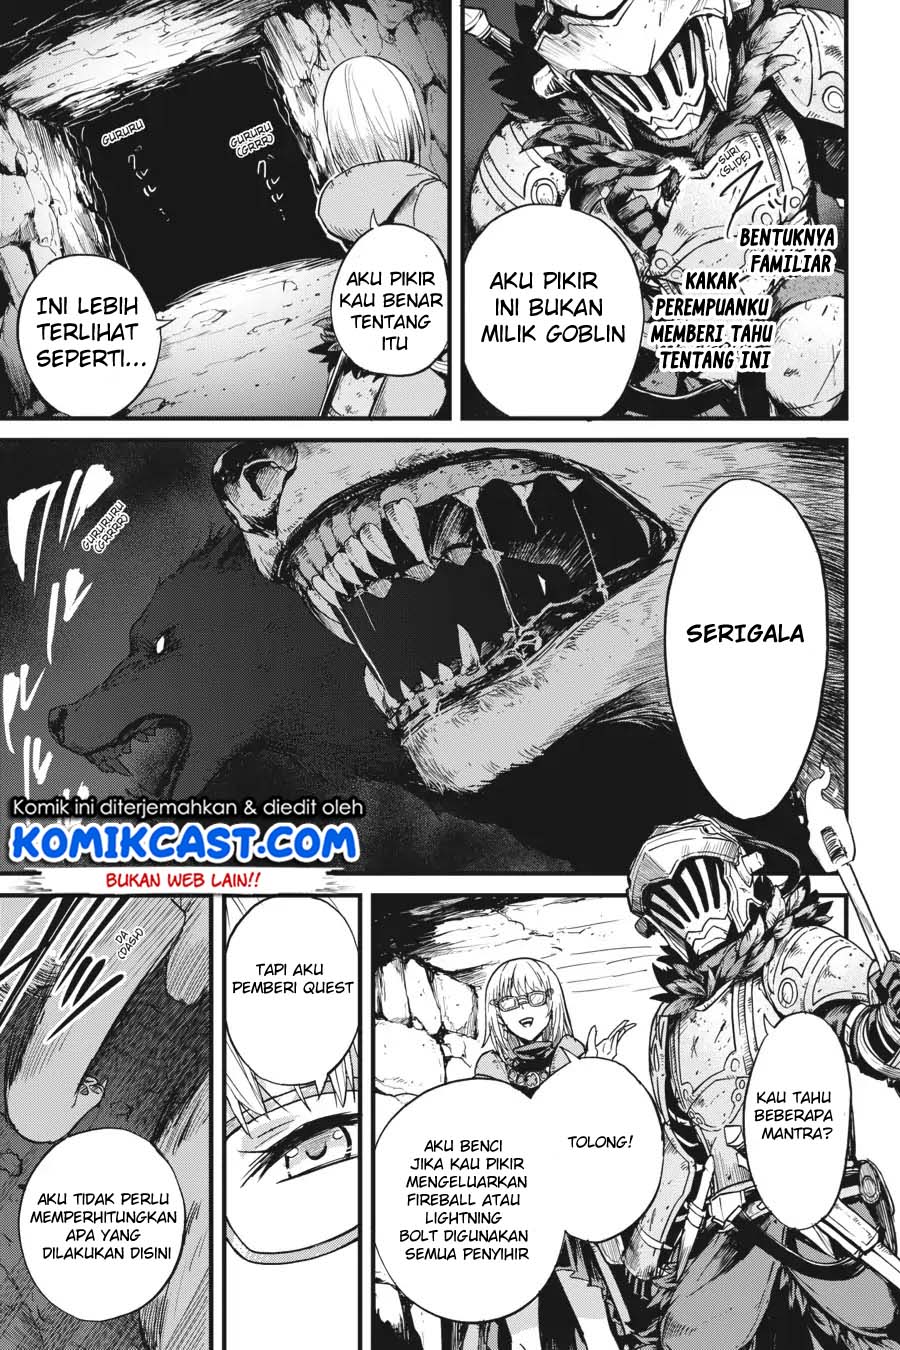 SURI
(SLIDE)
BENTUKNYA
FAMILIAR
KAKAK
PEREMPUANKU
MEMBERI TAHU
TENTANG INI
AKU PIKIR
INI BUKAN
MILIK GOBLIN
GURURU
(GRRR)
GURURU
AKU PIKIR
KAU BENAR
TENTANG
ITU
INI LEBIH
TERLIHAT
SEPERTI...
SERIGALA
GURURURU
(GRRRR)
Komik ini diterjemahkan & diedit oleh
KOMIKCAST.COM
BUKAN WEB LAIN!!
KAU TAHU
BEBERAPA
MANTRA?
TOLONG!
AKU BENCI
JIKA KAU PIKIR
MENGELUARKAN
FIREBALL ATAU
LIGHTNING
BOLT DIGUNAKAN
SEMUA PENYIHIR
TAPI AKU
PEMBERI QUEST
DA
(DASH)
AKU TIDAK PERLU
MEMPERHITUNGKAN
APA YANG
DILAKUKAN DISINI